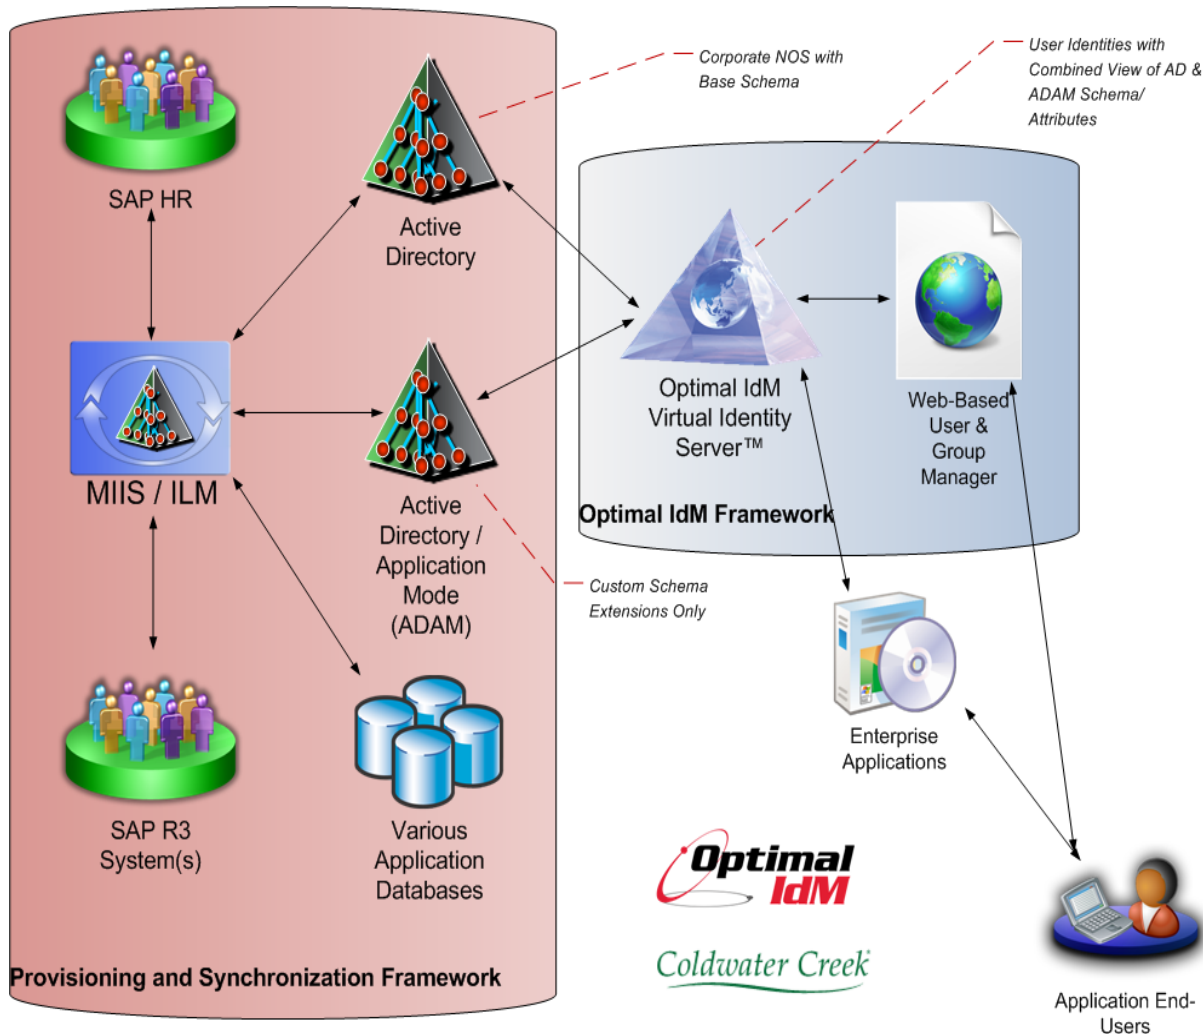 SAP HR
Corporate NOS with
Base Schema
User Identities with
Combined View of AD &
ADAM Schema/
Attributes
Active
Directory
MIIS / ILM
Active
Directory /
Application
Mode
(ADAM)
Custom Schema
Extensions Only
Optimal IdM
Virtual Identity
Server™
Web-Based
User &
Group
Manager
Optimal IdM Framework
Enterprise
Applications
SAP R3
System(s)
Various
Application
Databases
Provisioning and Synchronization Framework
Optimal
IdM
Coldwater Creek®
Application End-
Users